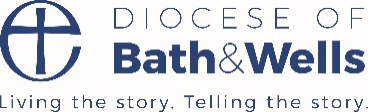 DIOCESE OF
Bath&Wells
Living the story. Telling the story.